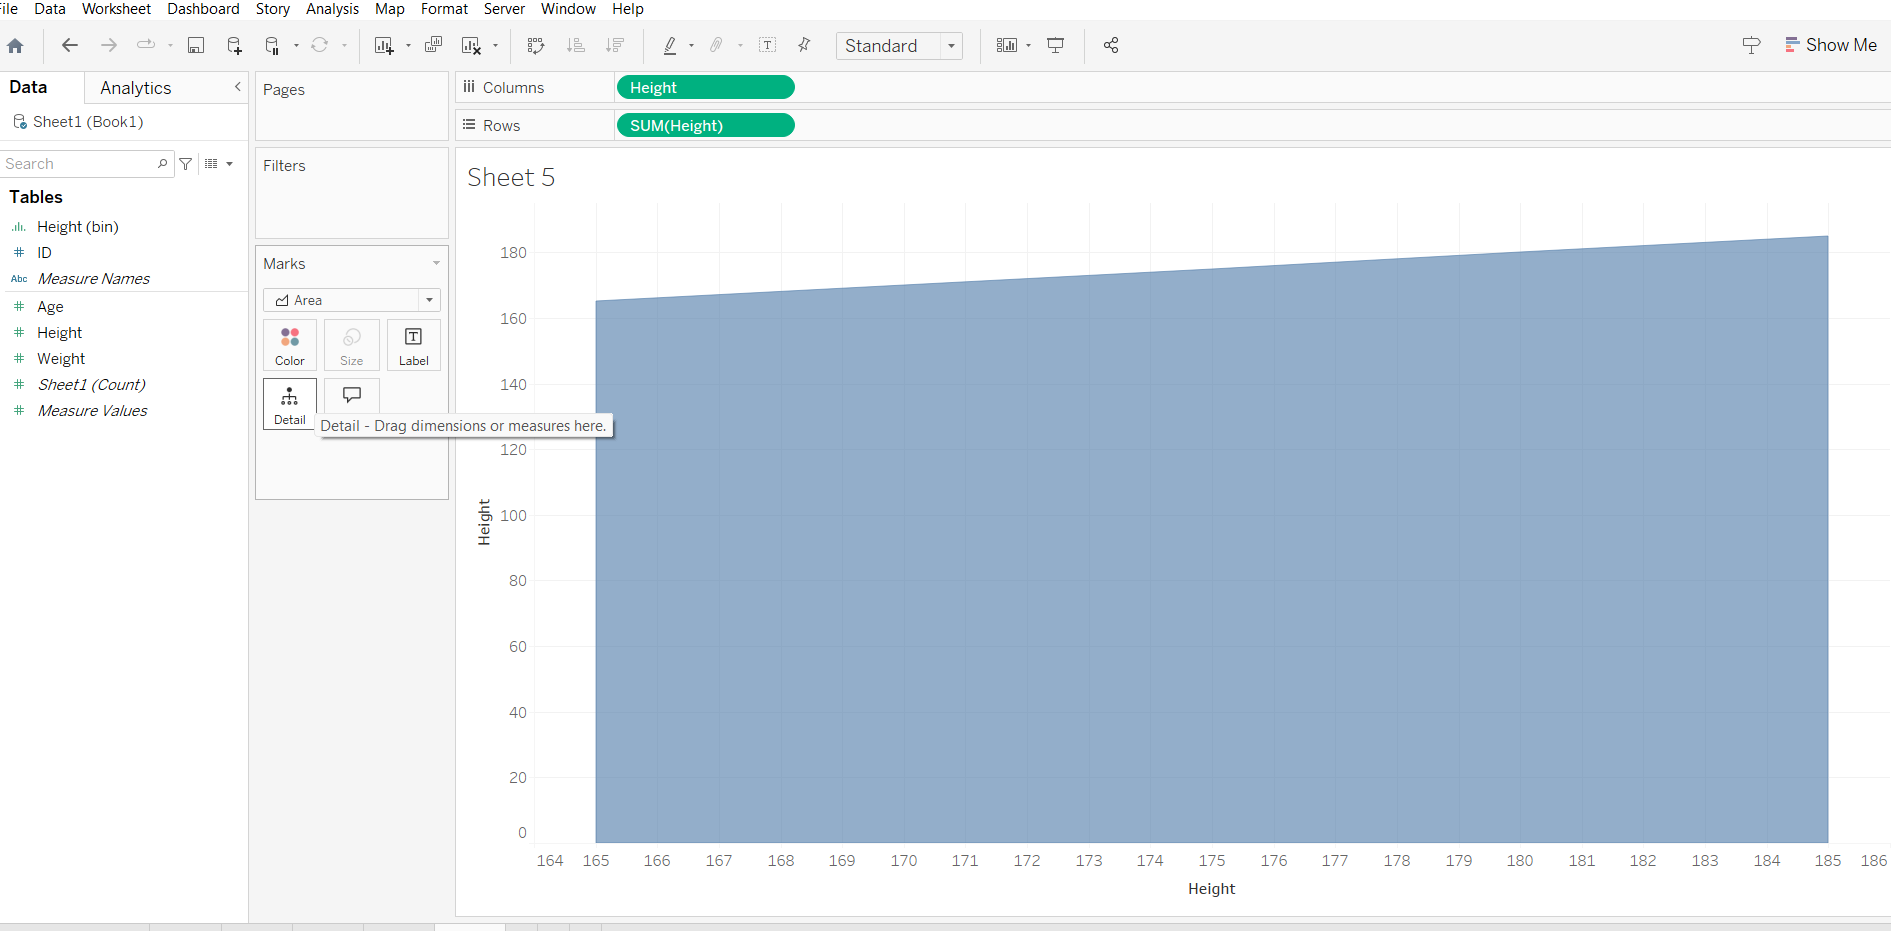 ile Data Worksheet Dashboard Story Analysis Map Format Server Window Help
Standard
Show Me
Data
Analytics
Sheet1 (Book1)
Search
Tables
Height (bin)
ID
Abc Measure Names
Age
Height
Weight
Sheet1 (Count)
Measure Values
Pages
Filters
Marks
Area
Color
Size
Label
Detail
Detail - Drag dimensions or measures here.
Columns
Height
Rows
SUM(Height)
Sheet 5
180
160
140
120
100
80
60
40
20
0
Height
164 165 166 167 168 169 170 171 172 173 174 175 176 177 178 179 180 181 182 183 184 185 186
Height